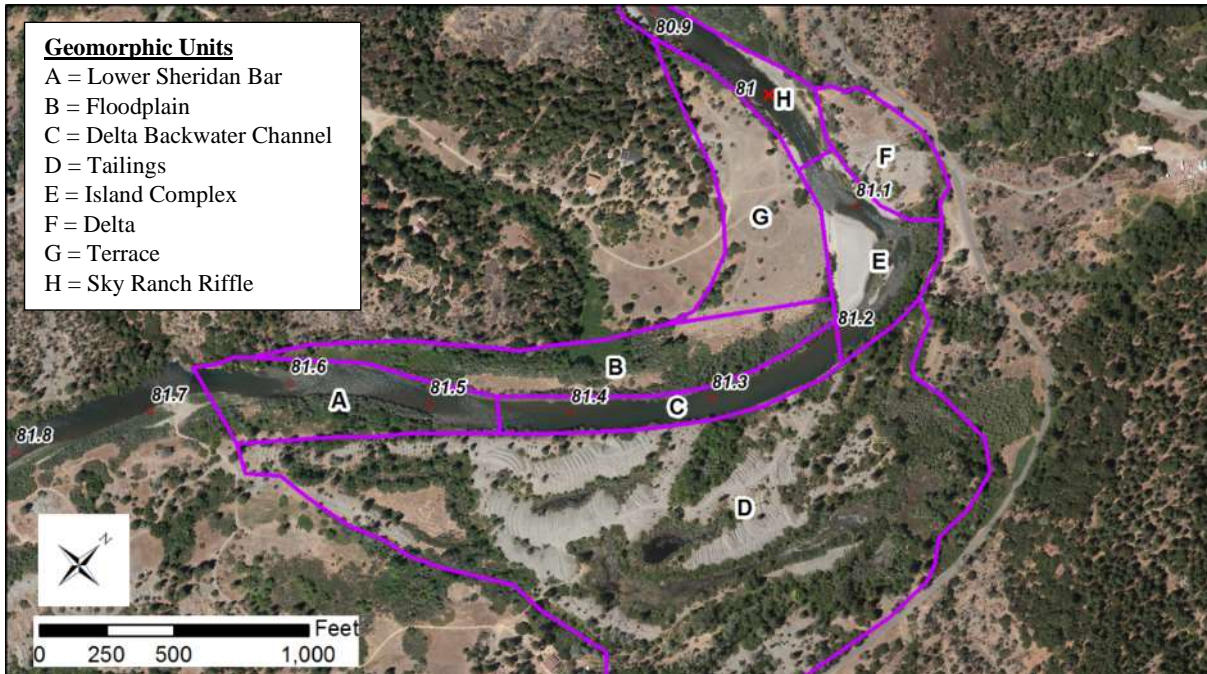 Geomorphic Units
A = Lower Sheridan Bar
B = Floodplain
C = Delta Backwater Channel
D = Tailings
E = Island Complex
F = Delta
G = Terrace
H = Sky Ranch Riffle
80.9
81
H
F
81.1
G
E
81.2
B
81.6
81.5
81.3
A
81.4
C
81.7
81.8
D
N
Feet
0 250 500 1,000